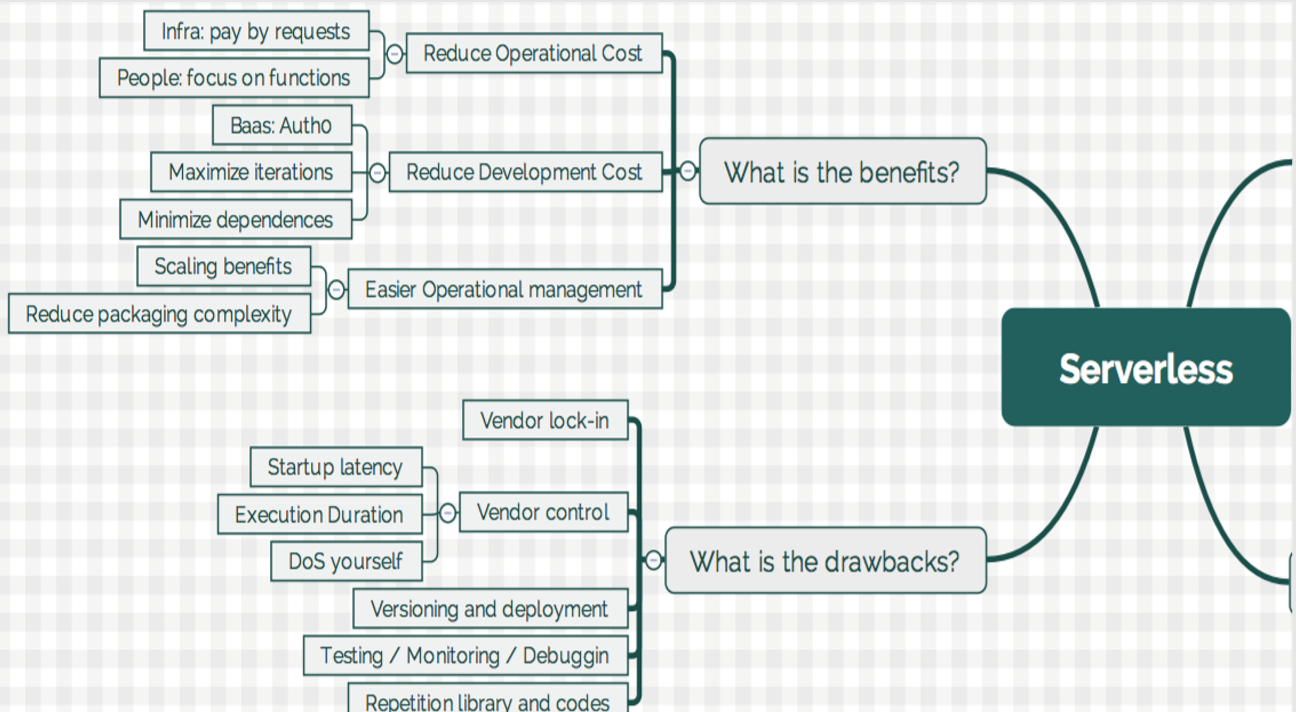 Infra: pay by requests
People: focus on functions
Reduce Operational Cost
Baas: Auth0
Maximize iterations
Minimize dependences
Reduce Development Cost
What is the benefits?
Scaling benefits
Reduce packaging complexity
Easier Operational management
Serverless
Vendor lock-in
Startup latency
Execution Duration
DoS yourself
Vendor control
What is the drawbacks?
Versioning and deployment
Testing / Monitoring / Debuggin
Repetition library and codes